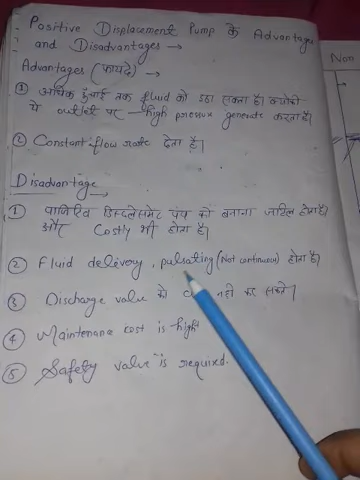 Positive Displacement Pump के Advantages
and Disadvantages →
Advantages (फायदे) →
① अधिक ऊंचाई तक fluid को उठा सकता है। क्योंकि
ये outlet पर high pressure generate करता है।
② Constant flow rate देता है।
Disadvantage
① पाजिटिव डिस्प्लेसमेंट पंप को बनाना जटिल होता है।
और Costly भी होता है।
② Fluid delivery, pulsating (Not continuous) होता है।
③ Discharge valve को नही कर सकते।
④ Maintenance cost is high
⑤ Safety valve is required.
Non